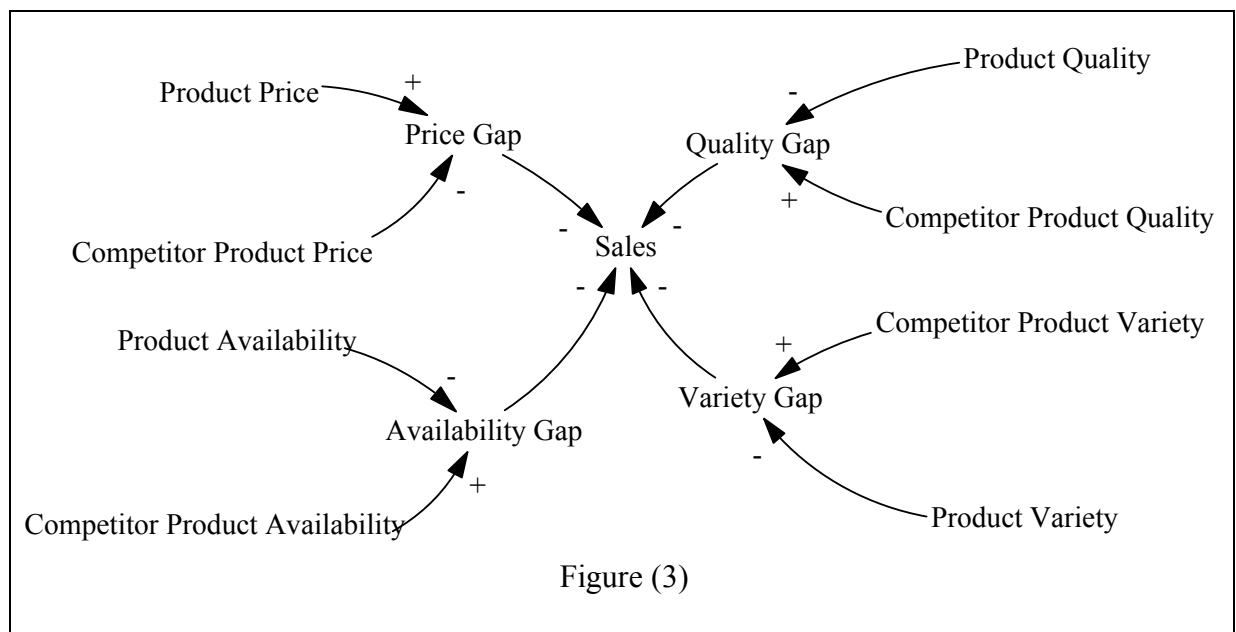 Product Price
+
Price Gap
-
Competitor Product Price
-
Product Quality
-
Quality Gap
+
Competitor Product Quality
-
Sales
-
-
Product Availability
-
Availability Gap
+
Competitor Product Availability
Competitor Product Variety
+
Variety Gap
-
Product Variety
Figure (3)